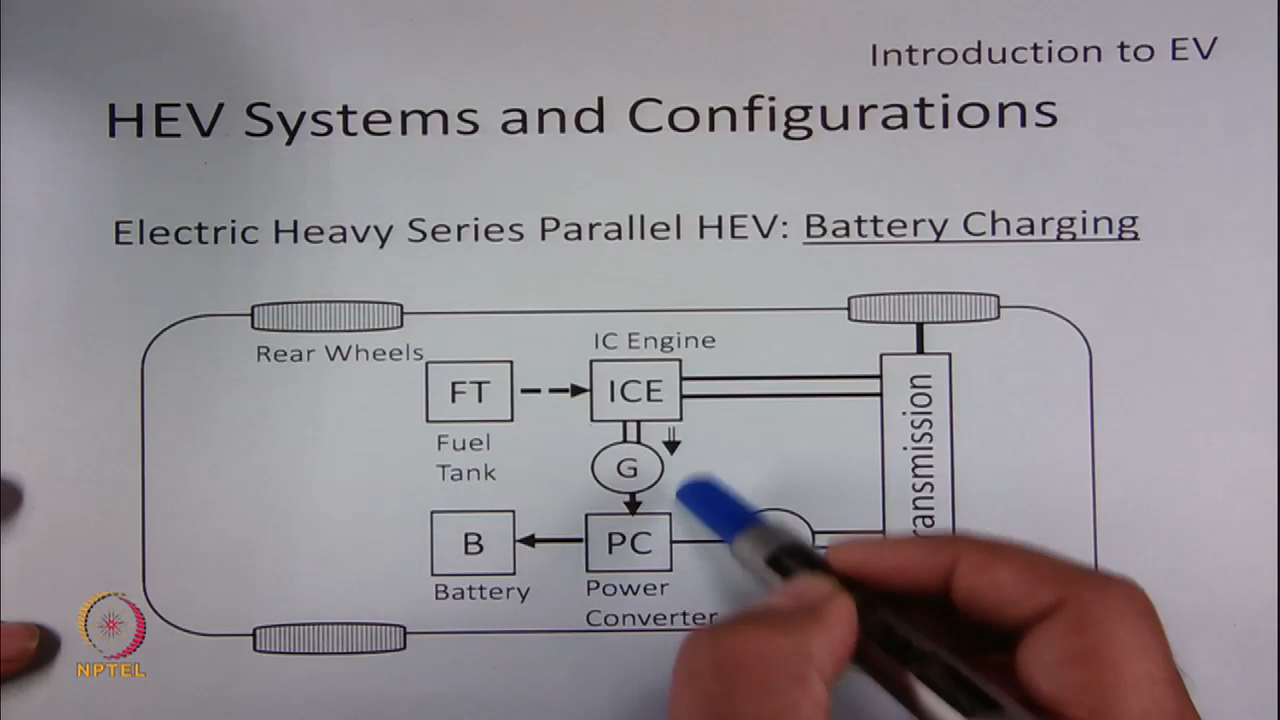 Introduction to EV
HEV Systems and Configurations
Electric Heavy Series Parallel HEV: Battery Charging
IC Engine
Rear Wheels
FT
ICE
Fuel
Tank
G
B
PC
Battery
Power
Converter
ransmission
NPTEL